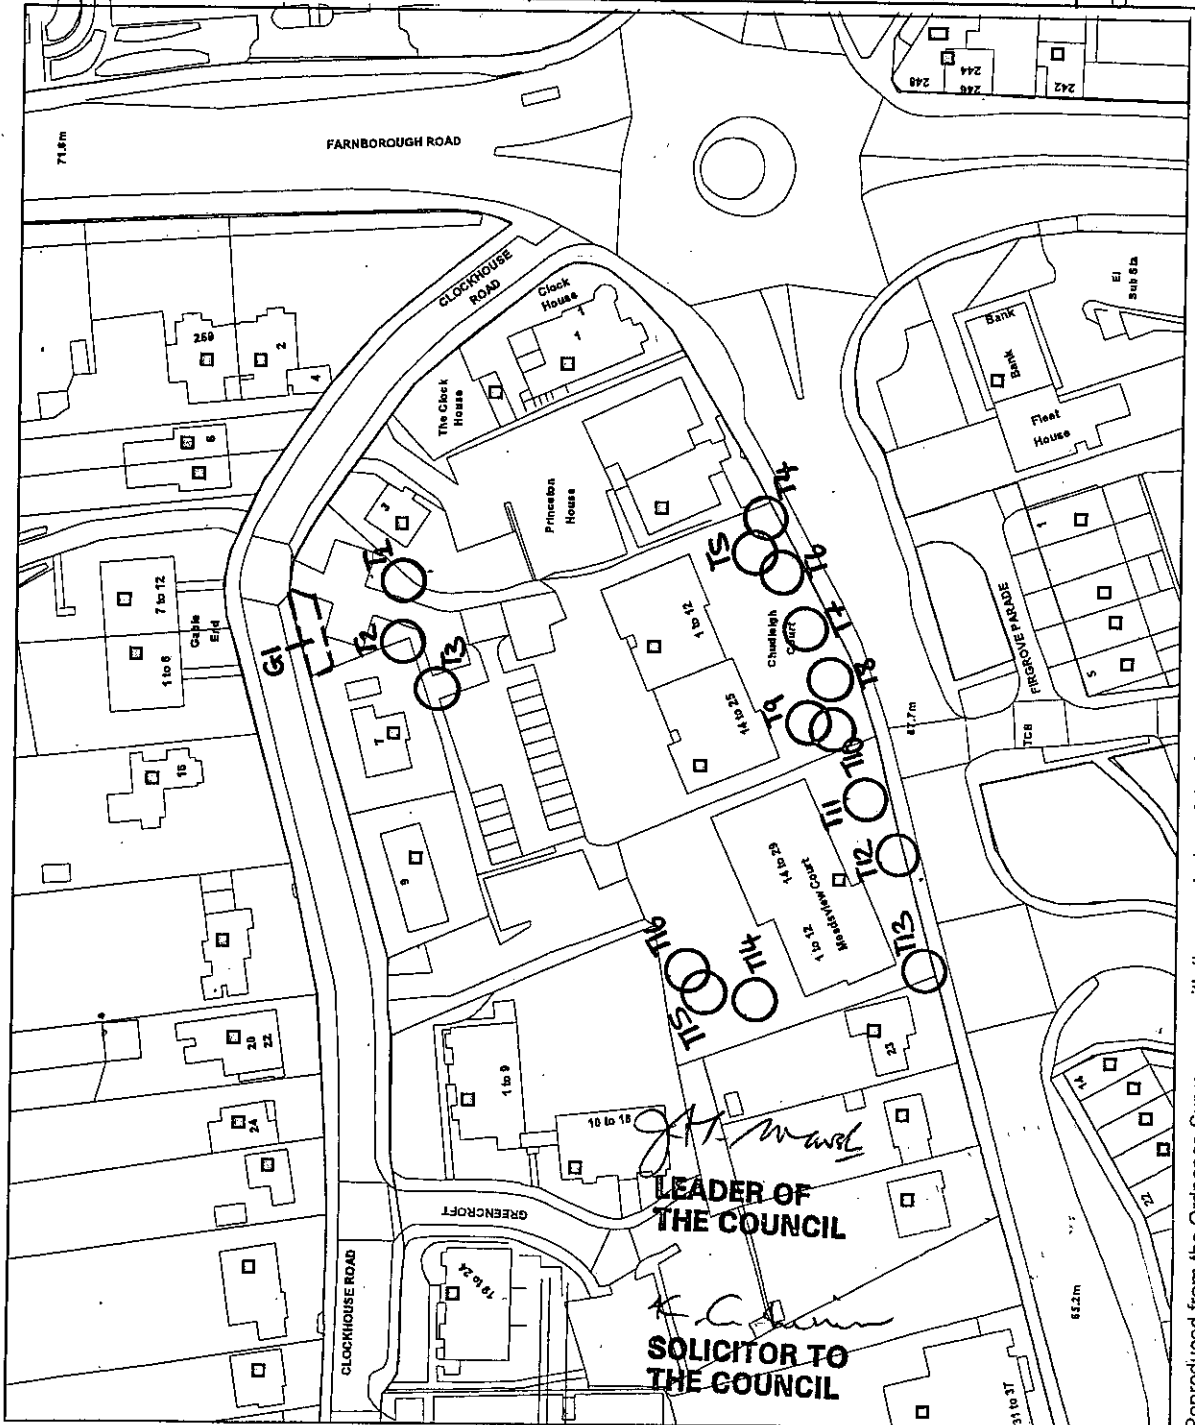 71.6m
FARNBOROUGH ROAD
248
246
244
242
CLOCKHOUSE
ROAD
Clock
House
1
1
The Clock
House
259
2
4
6
3
Princeton
House
El
Sub Sta
Bank
Bank
Fleet
House
T4
T5
T6
T1
T2
T3
G1
7 to 12
Gable
End
1 to 6
1 to 12
Chudleigh
Court
T7
T8
T9
T10
14 to 25
FIRGROVE PARADE
1
5
67.7m
TCB
7
15
9
T11
T12
T13
14 to 29
1 to 12
Meadsview Court
T16
T15
T14
20
22
24
1 to 9
10 to 18
23
14
22
LEADER OF
THE COUNCIL
GREENCROFT
CLOCKHOUSE ROAD
19 to 24
SOLICITOR TO
THE COUNCIL
65.2m
31 to 37